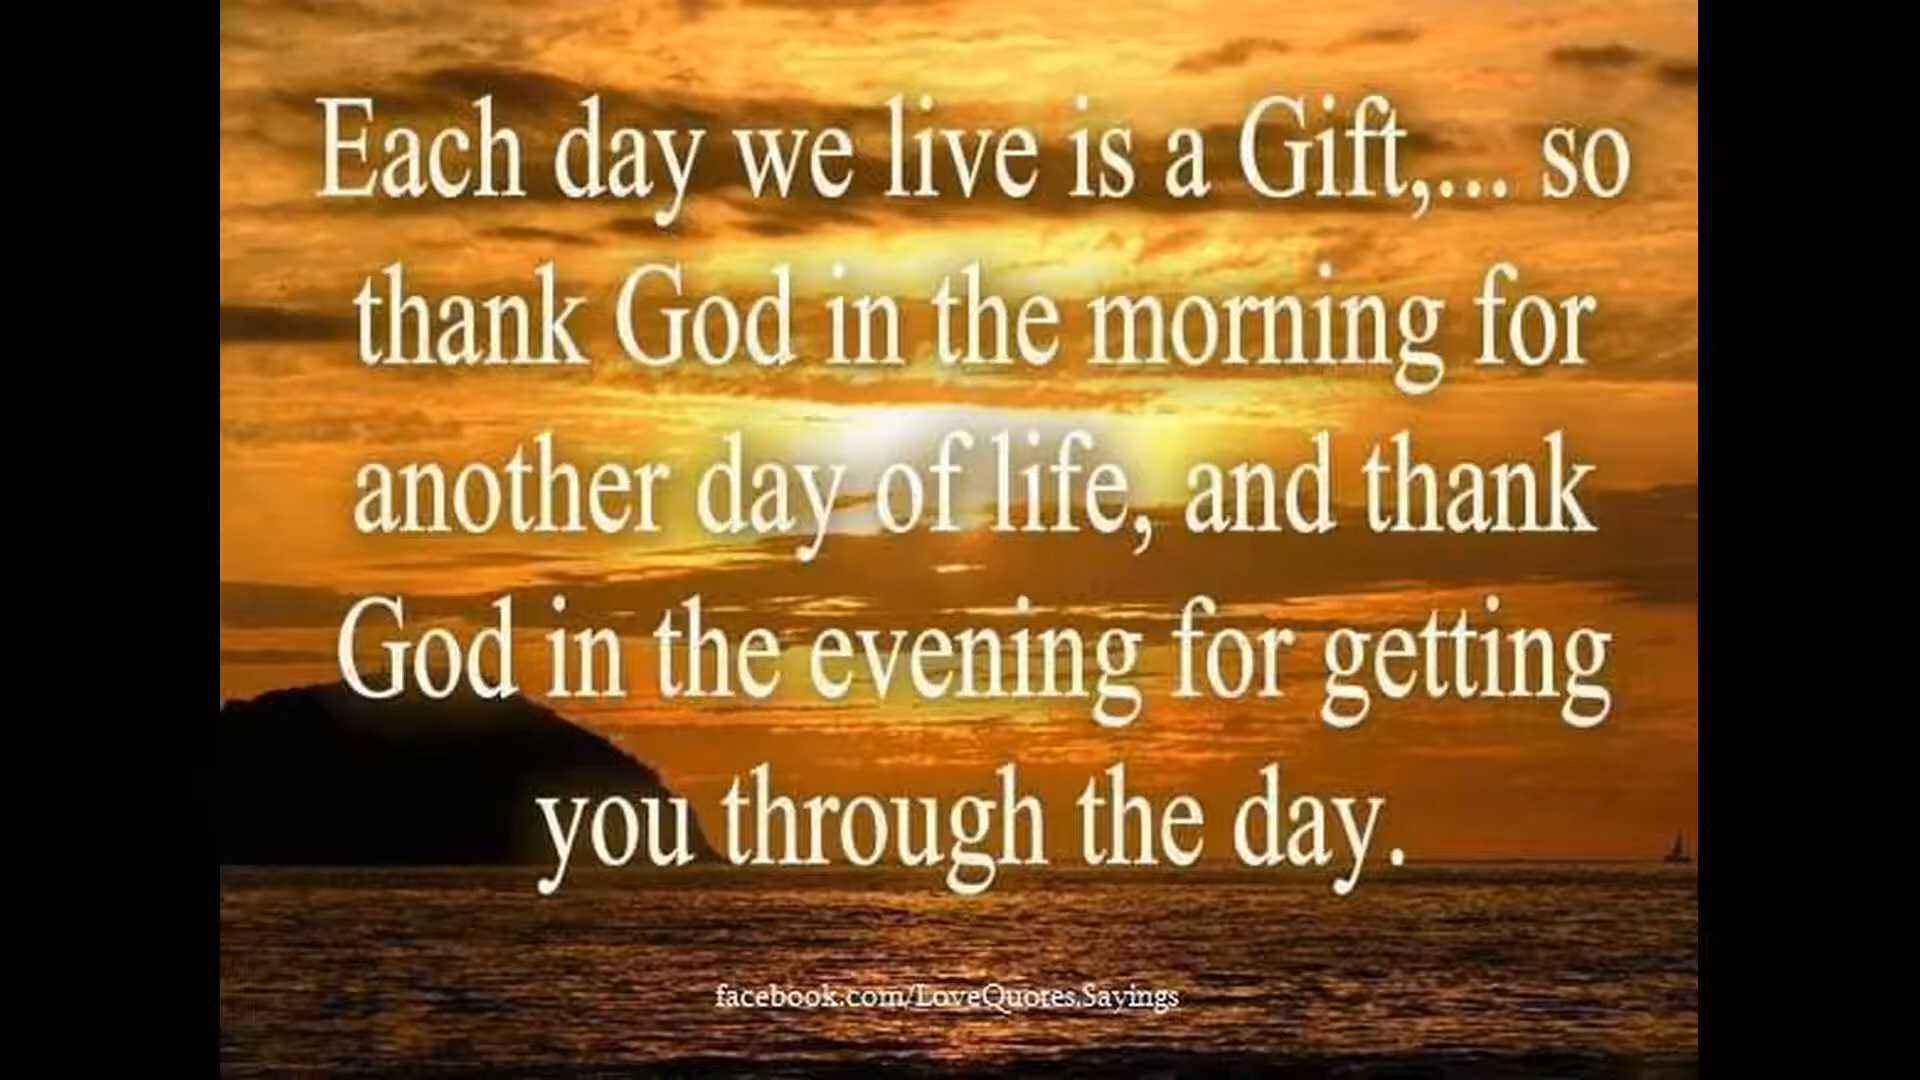 Each day we live is a Gift,... so
thank God in the morning for
another day of life, and thank
God in the evening for getting
you through the day.
facebook.com/LoveQuotes.Sayings